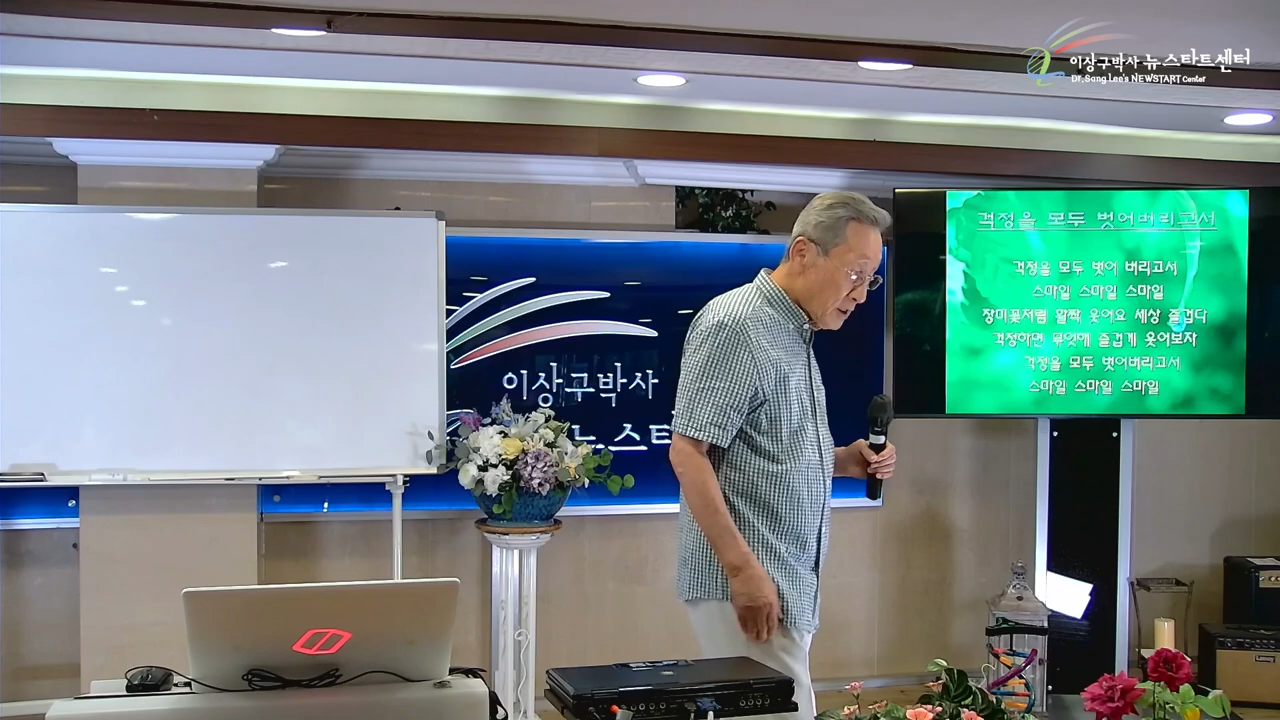 이상구박사 뉴스타트센터
Dr.Sang Lee's NEWSTART Center
걱정을 모두 벗어버리고서
걱정을 모두 벗어 버리고서
스마일 스마일 스마일
장미꽃처럼 활짝 웃어요 세상 즐겁다
걱정하면 무엇해 즐겁게 웃어보자
걱정을 모두 벗어버리고서
스마일 스마일 스마일
이상구박사
뉴스타